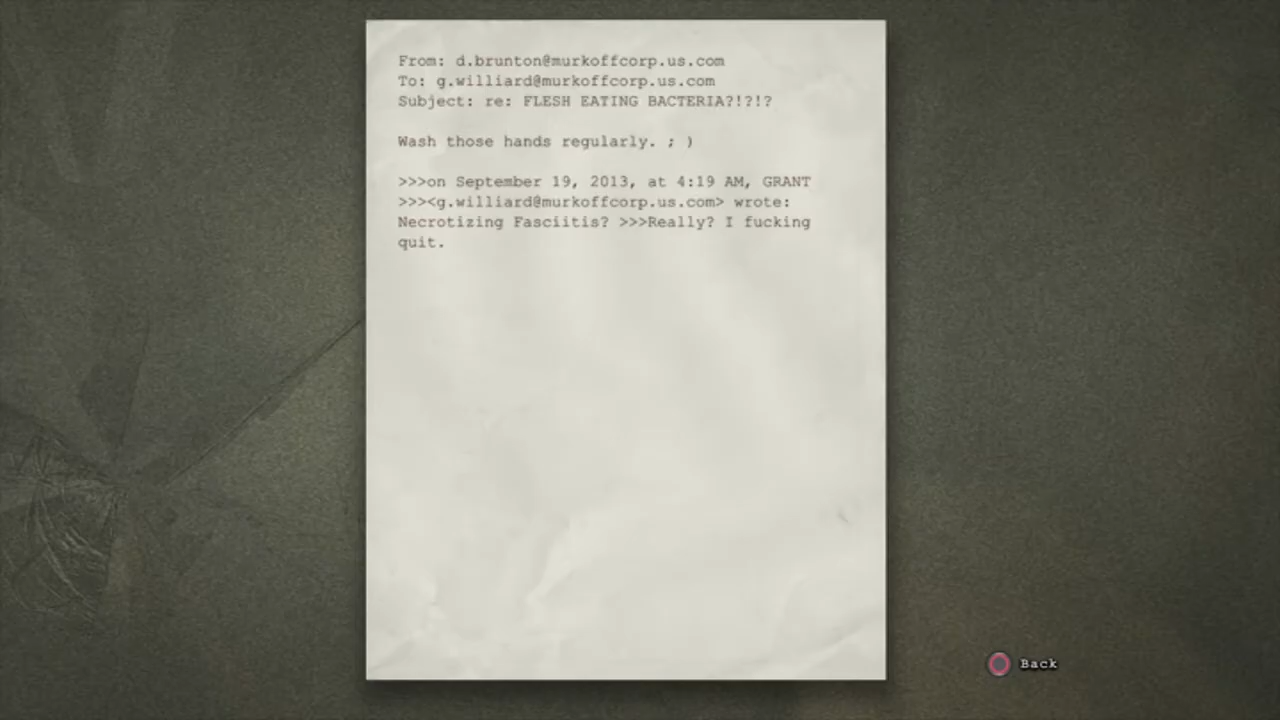 From: d.brunton@murkoffcorp.us.com
To: g.williard@murkoffcorp.us.com
Subject: re: FLESH EATING BACTERIA?!?!?
Wash those hands regularly. ; )
>>>on September 19, 2013, at 4:19 AM, GRANT
>>><g.williard@murkoffcorp.us.com> wrote:
Necrotizing Fasciitis? >>>Really? I fucking
quit.
Back